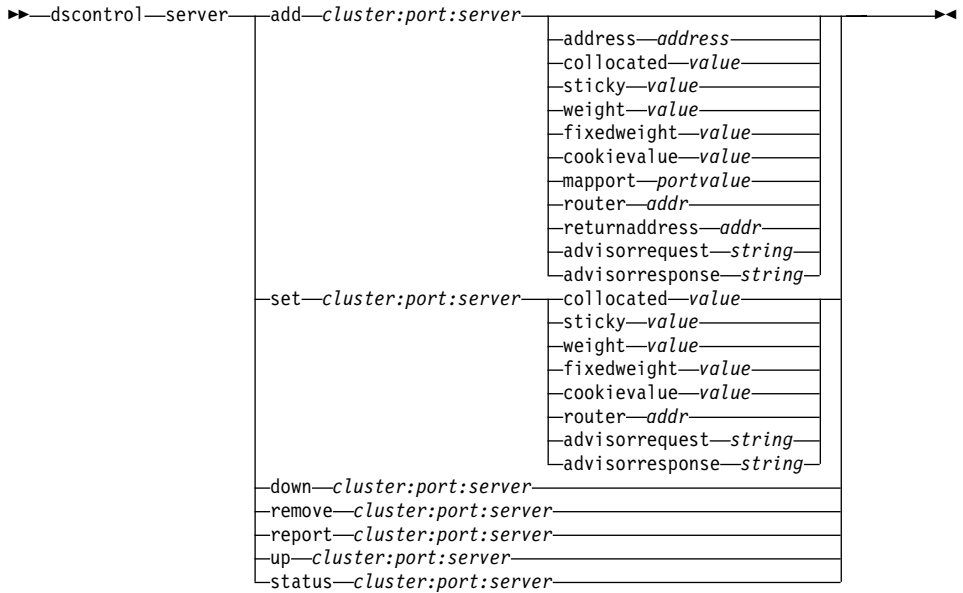 dscontrol server add cluster:port:server
address address
collocated value
sticky value
weight value
fixedweight value
cookievalue value
mapport portvalue
router addr
returnaddress addr
advisorrequest string
advisorresponse string
set cluster:port:server collocated value
sticky value
weight value
fixedweight value
cookievalue value
router addr
advisorrequest string
advisorresponse string
down cluster:port:server
remove cluster:port:server
report cluster:port:server
up cluster:port:server
status cluster:port:server